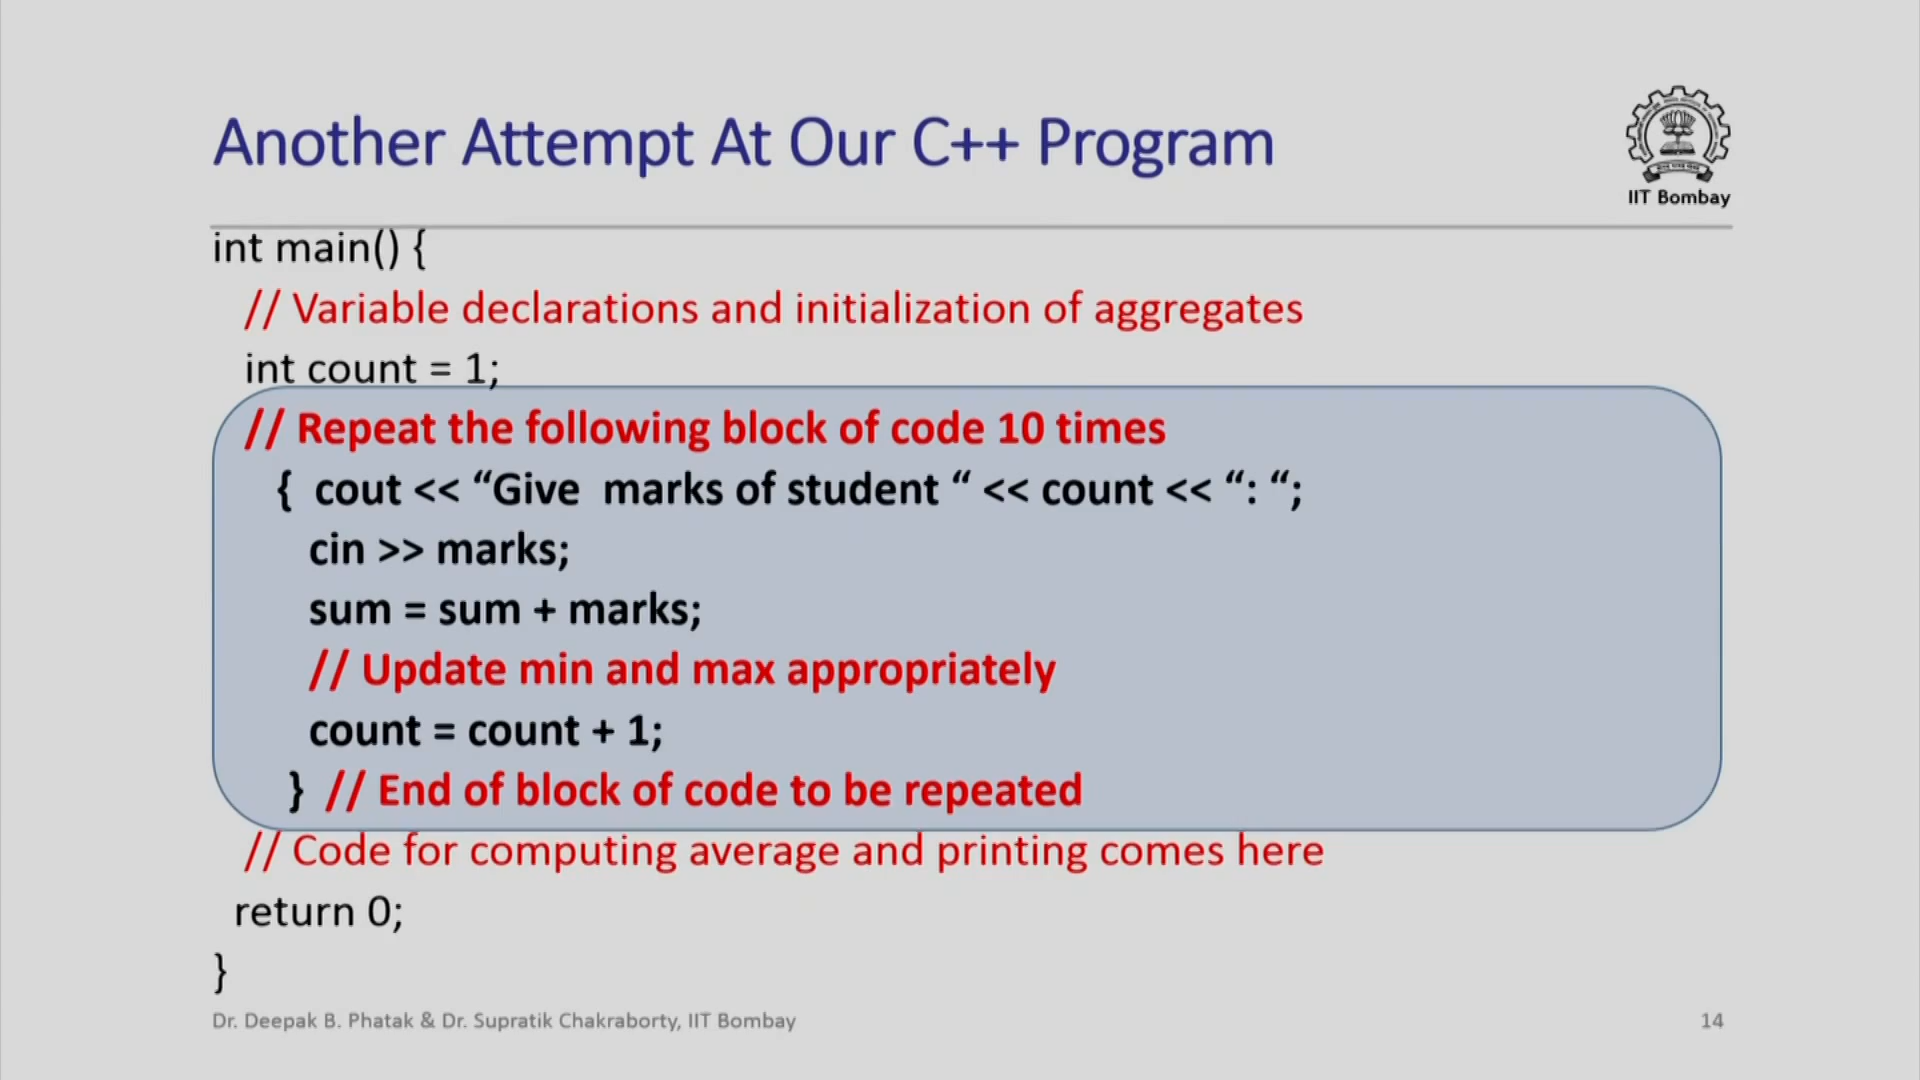 Another Attempt At Our C++ Program
IIT Bombay
int main() {
// Variable declarations and initialization of aggregates
int count = 1;
// Repeat the following block of code 10 times
{ cout << “Give  marks of student “ << count << “: “;
cin >> marks;
sum = sum + marks;
// Update min and max appropriately
count = count + 1;
} // End of block of code to be repeated
// Code for computing average and printing comes here
return 0;
}
Dr. Deepak B. Phatak & Dr. Supratik Chakraborty, IIT Bombay
14